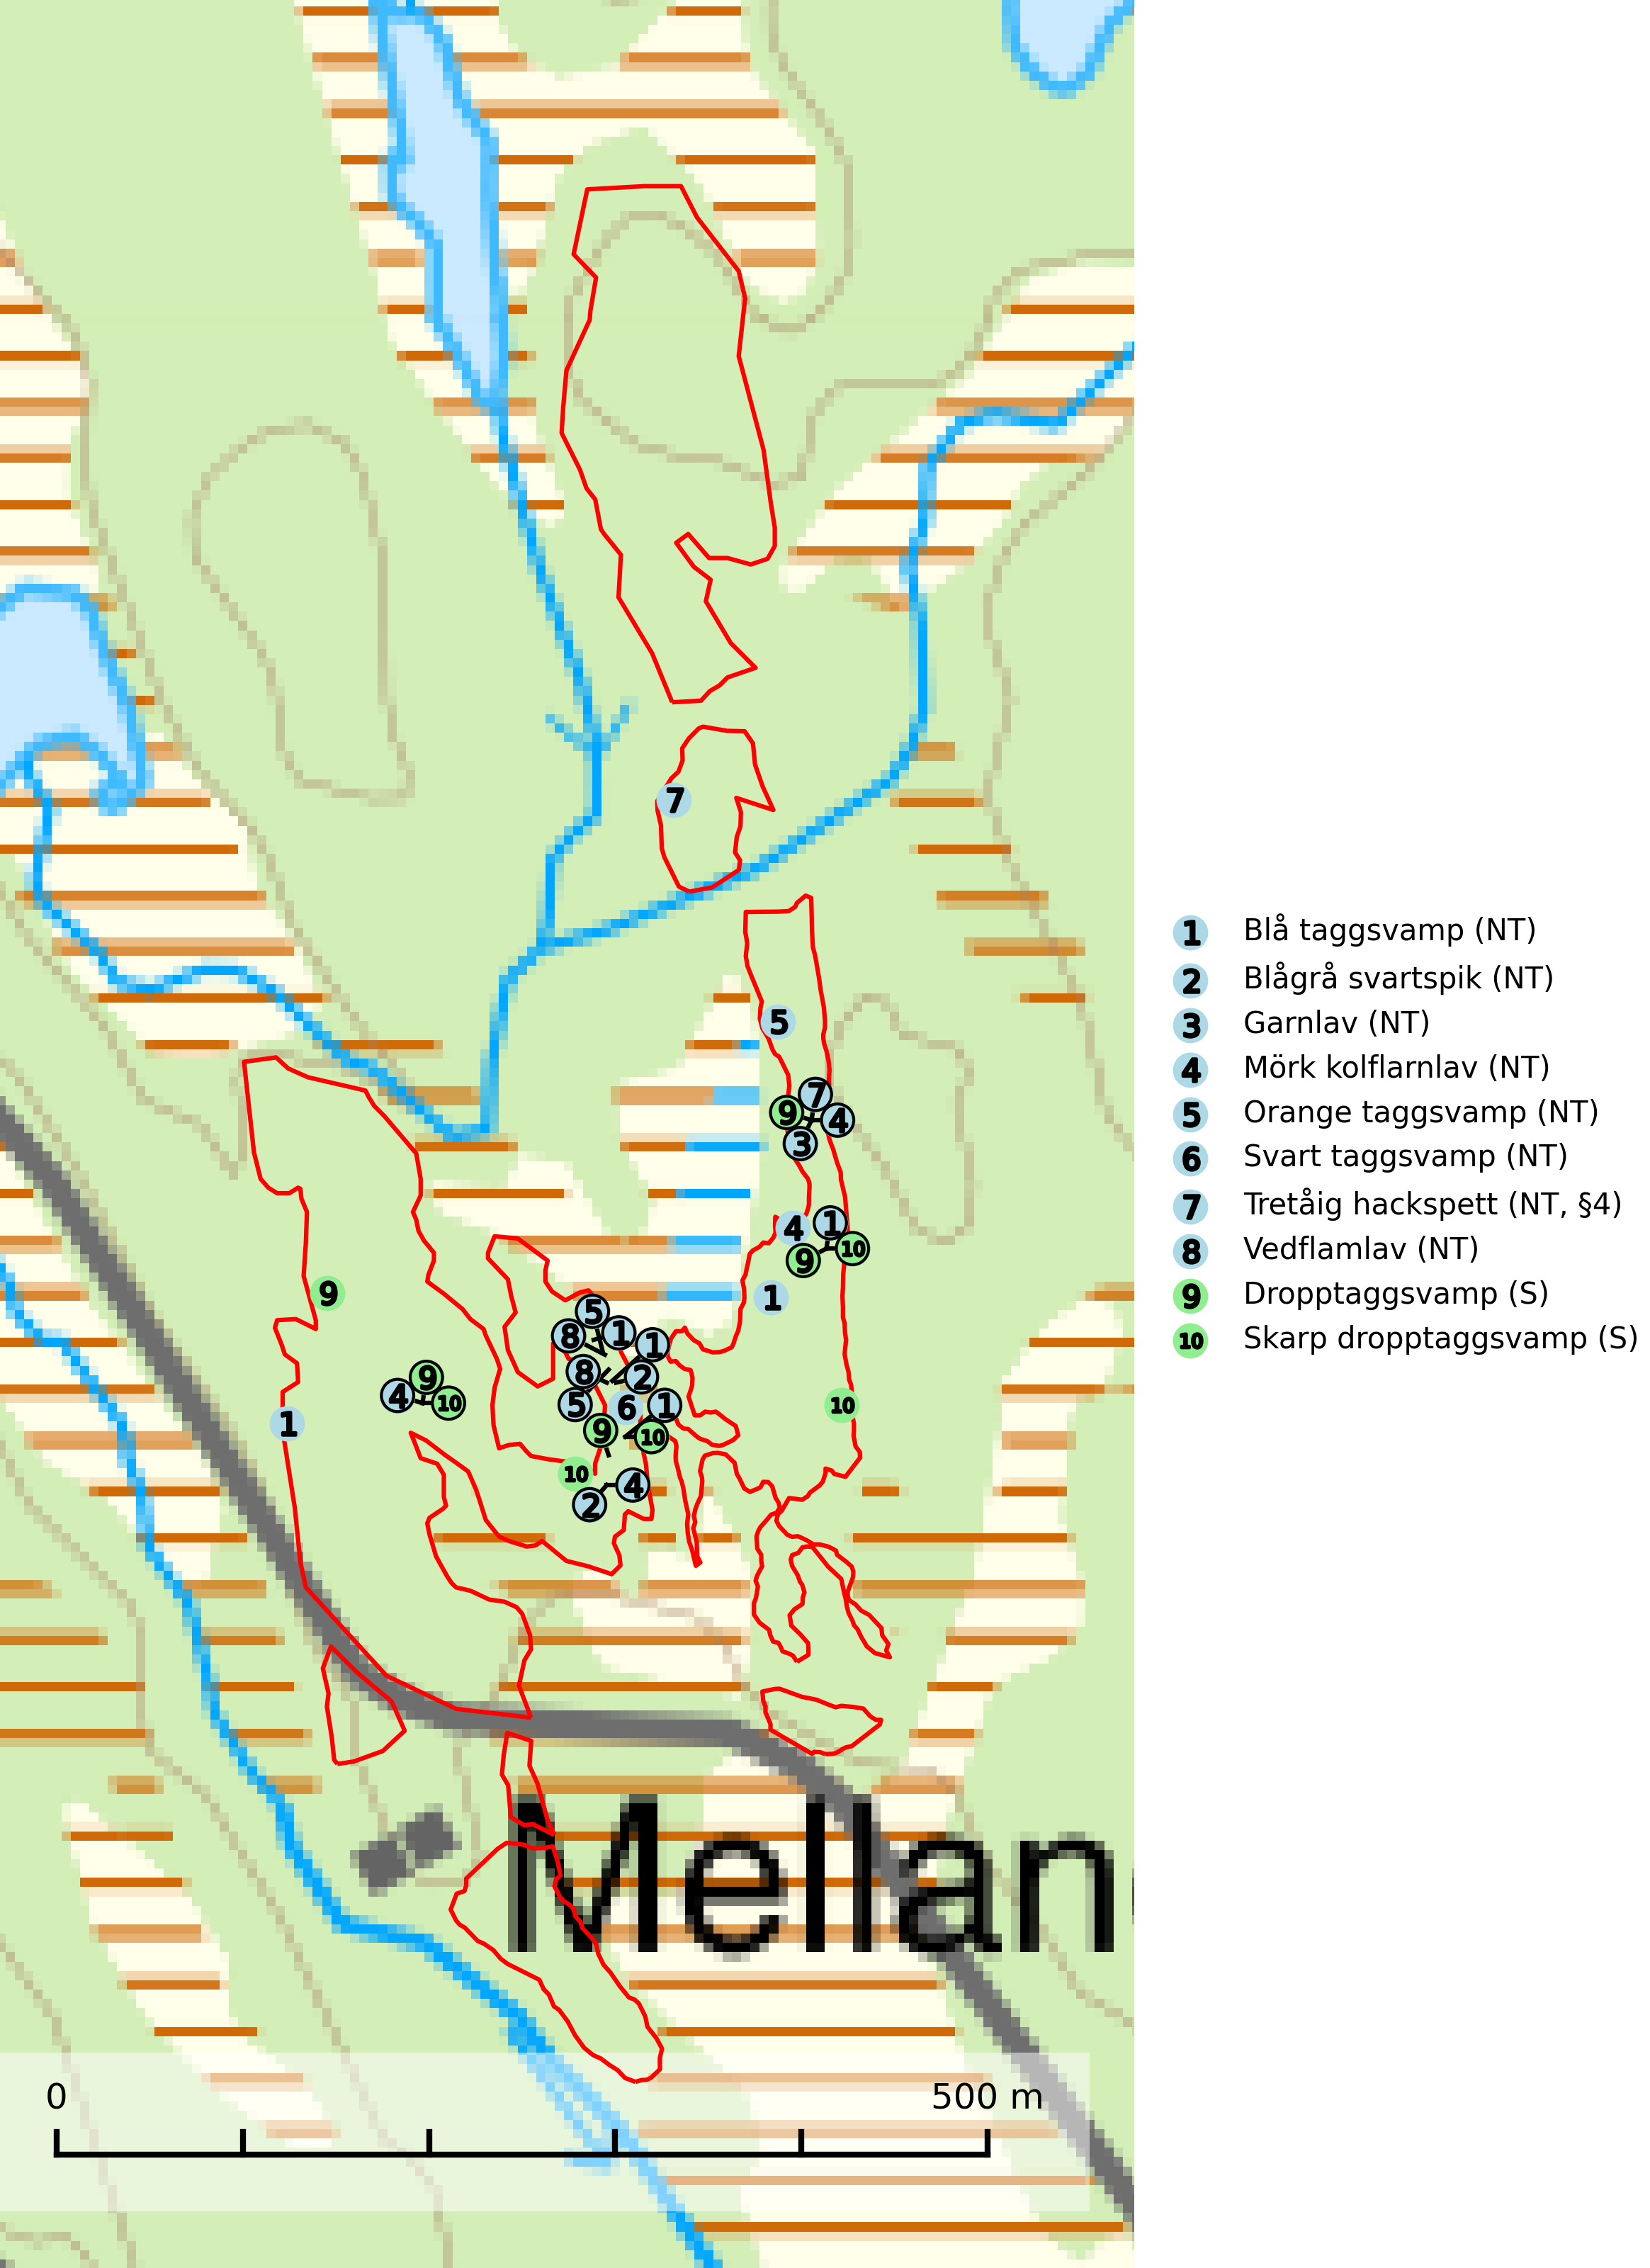 7
5
7
9
4
3
4
1
9
10
1
9
5
8
1
1
8
2
9
4
10
5
6
1
10
1
9
10
10
4
2
1 Blå taggsvamp (NT)
2 Blågrå svartspik (NT)
3 Garnlav (NT)
4 Mörk kolflarnlav (NT)
5 Orange taggsvamp (NT)
6 Svart taggsvamp (NT)
7 Tretåig hackspett (NT, §4)
8 Vedflamlav (NT)
9 Dropptaggsvamp (S)
10 Skarp dropptaggsvamp (S)
Mellan
0 500 m